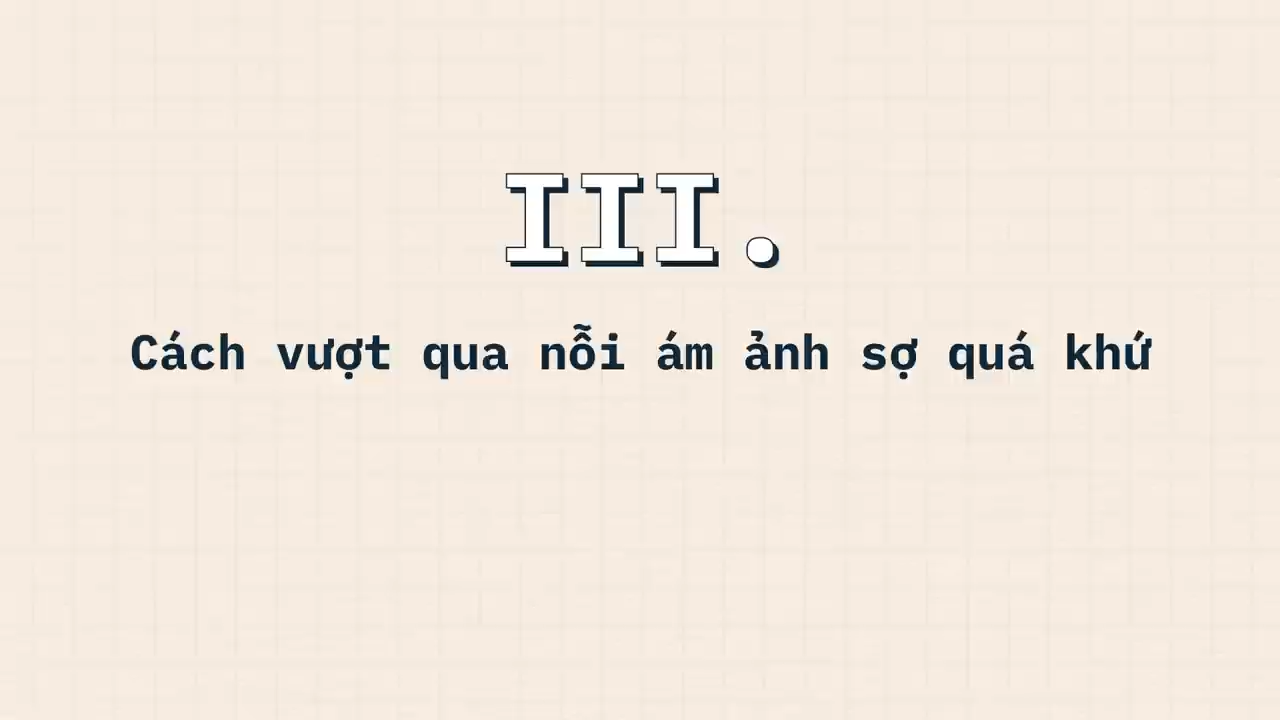 III.
Cách vượt qua nỗi ám ảnh sợ quá khứ